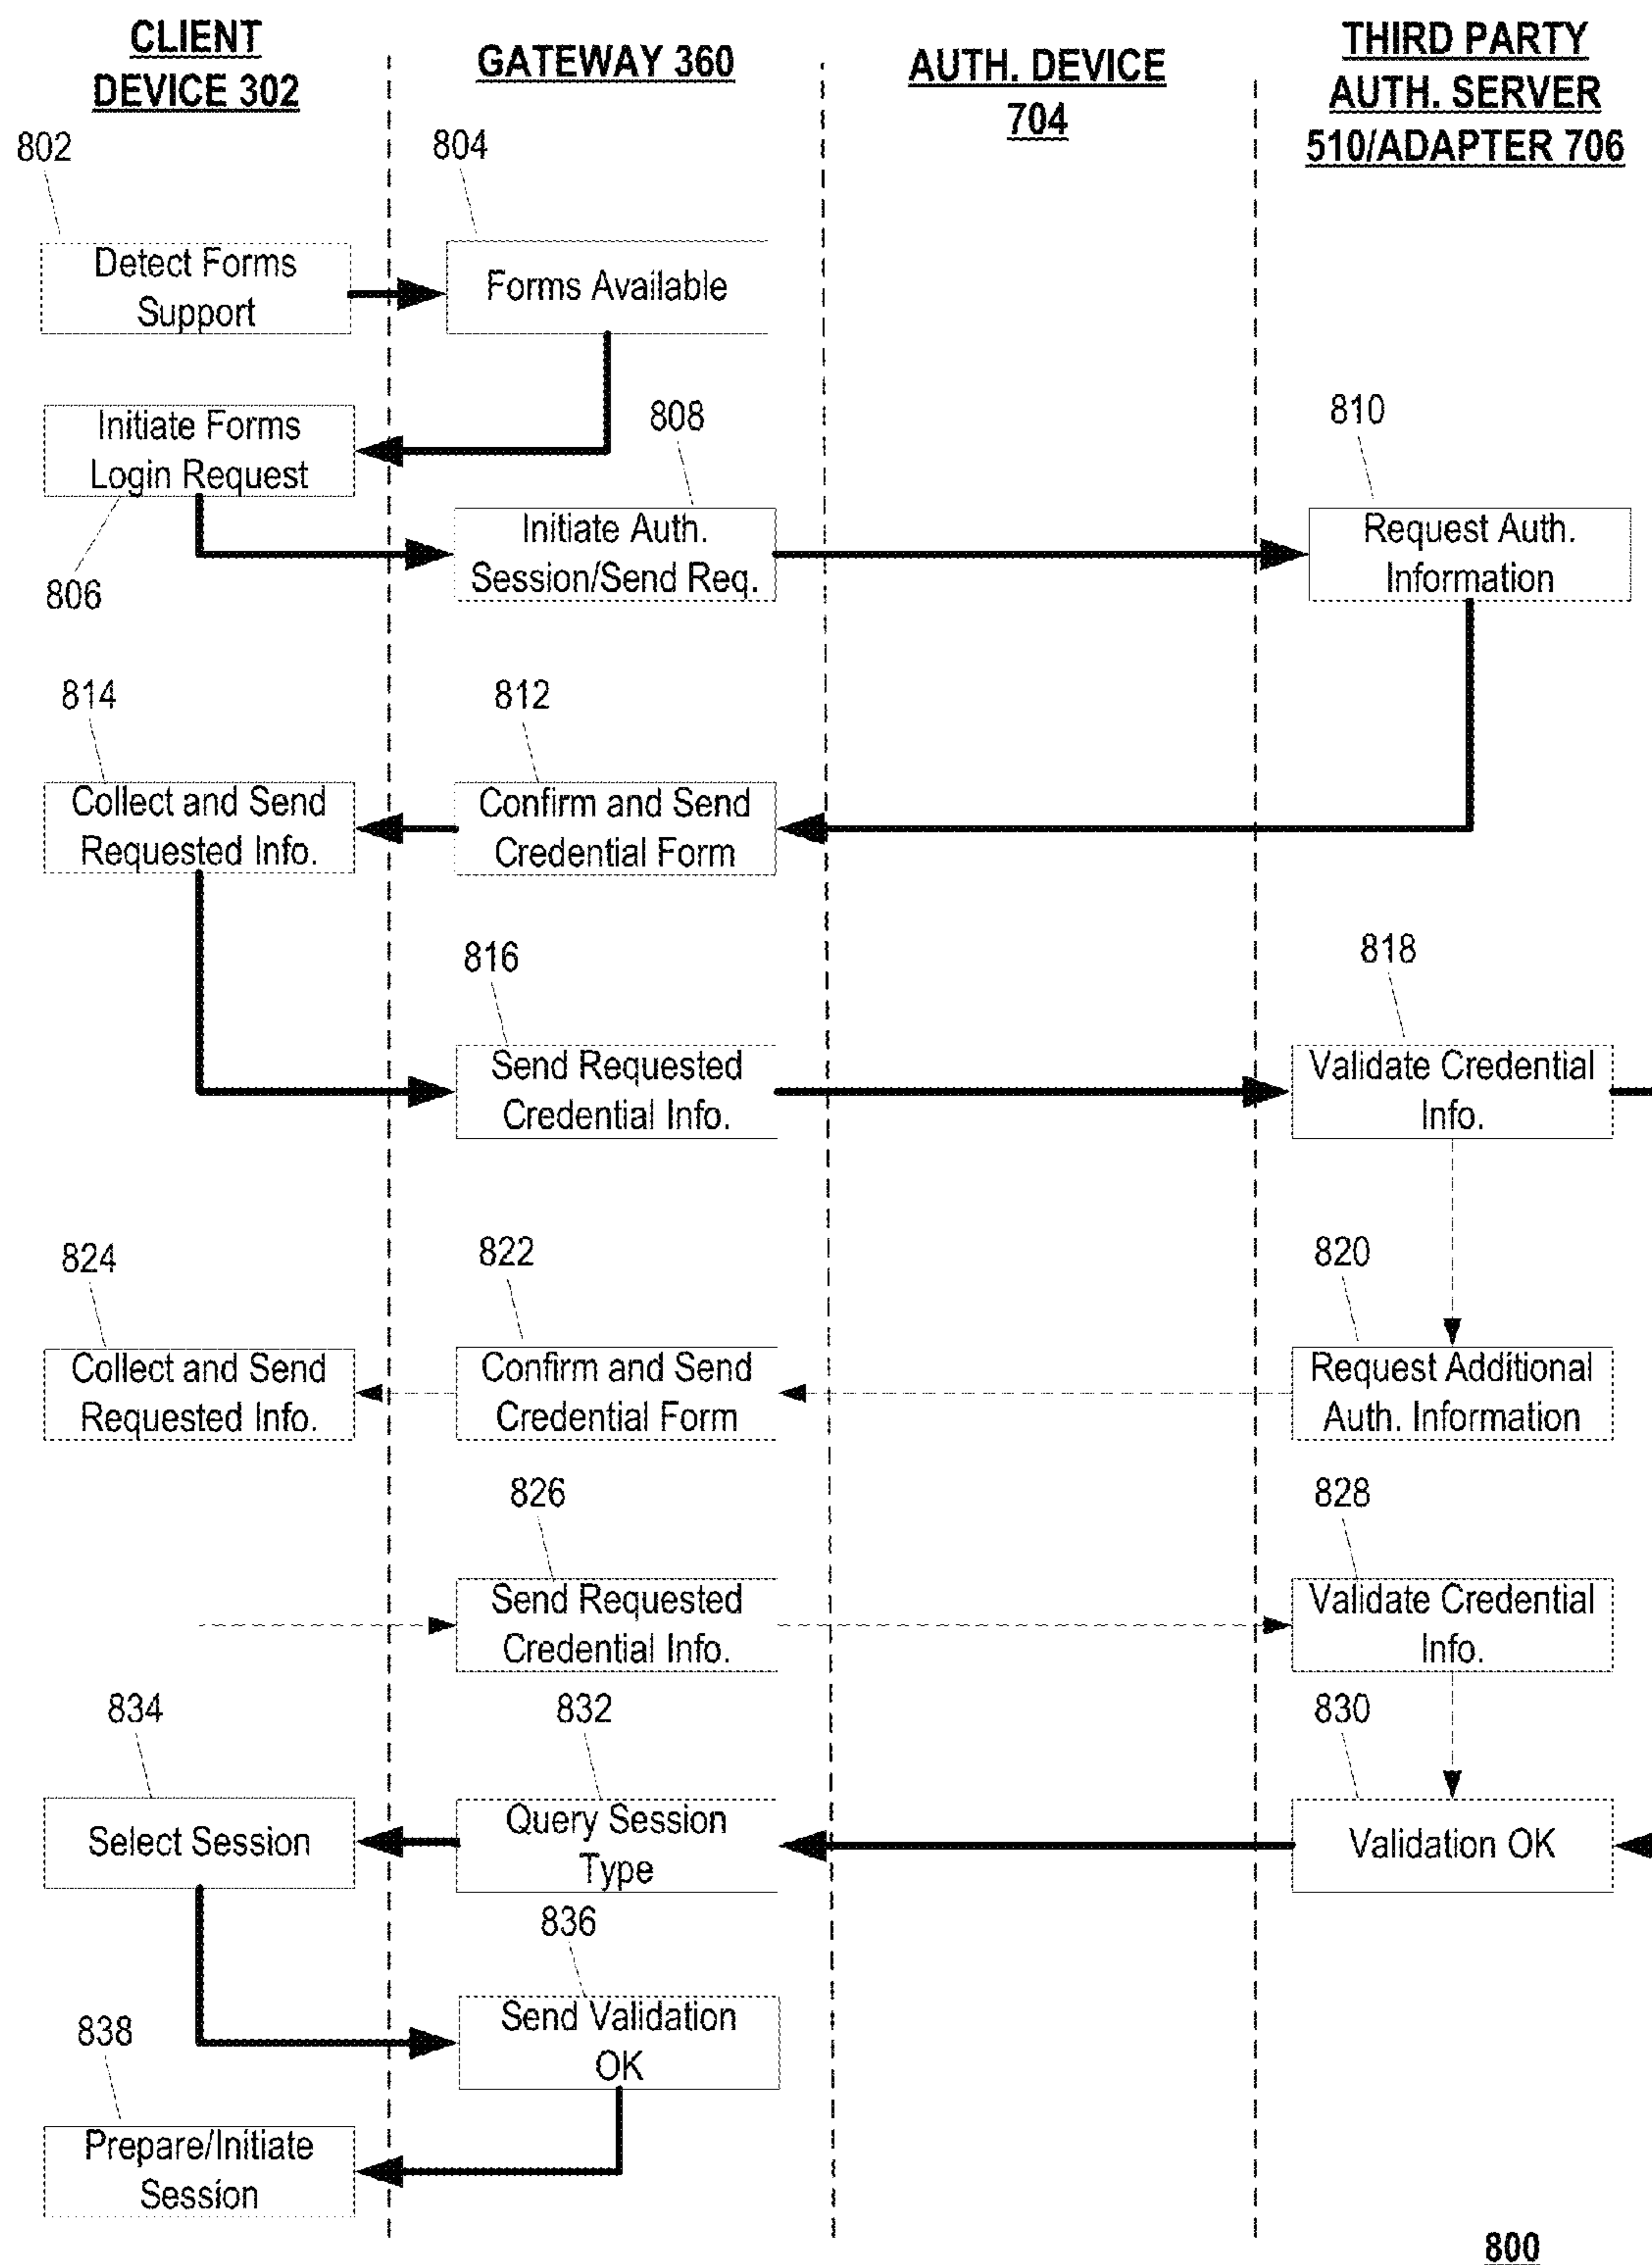 CLIENT
DEVICE 302
GATEWAY 360
AUTH. DEVICE
704
THIRD PARTY
AUTH. SERVER
510/ADAPTER 706
802
804
Detect Forms
Support
Forms Available
Initiate Forms
Login Request
806
808
810
Initiate Auth.
Session/Send Req.
Request Auth.
Information
814
812
Collect and Send
Requested Info.
Confirm and Send
Credential Form
816
818
Send Requested
Credential Info.
Validate Credential
Info.
824
822
820
Collect and Send
Requested Info.
Confirm and Send
Credential Form
Request Additional
Auth. Information
826
828
Send Requested
Credential Info.
Validate Credential
Info.
834
832
830
Select Session
Query Session
Type
Validation OK
836
Send Validation
OK
838
Prepare/Initiate
Session
800